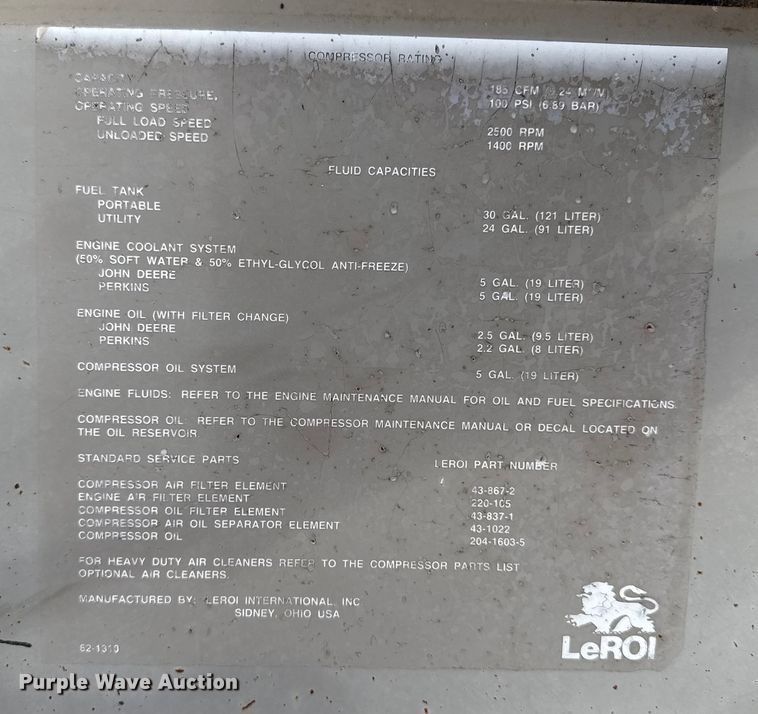 COMPRESSOR RATING
CAPACITY 185 CFM (5.24 M³/M)
OPERATING PRESSURE, 100 PSI (6.89 BAR)
OPERATING SPEED
FULL LOAD SPEED 2500 RPM
UNLOADED SPEED 1400 RPM
FLUID CAPACITIES
FUEL TANK
PORTABLE 30 GAL. (121 LITER)
UTILITY 24 GAL. (91 LITER)
ENGINE COOLANT SYSTEM
(50% SOFT WATER & 50% ETHYL-GLYCOL ANTI-FREEZE)
JOHN DEERE 5 GAL. (19 LITER)
PERKINS 5 GAL. (19 LITER)
ENGINE OIL (WITH FILTER CHANGE)
JOHN DEERE 2.5 GAL. (9.5 LITER)
PERKINS 2.2 GAL. (8 LITER)
COMPRESSOR OIL SYSTEM 5 GAL. (19 LITER)
ENGINE FLUIDS: REFER TO THE ENGINE MAINTENANCE MANUAL FOR OIL AND FUEL SPECIFICATIONS.
COMPRESSOR OIL: REFER TO THE COMPRESSOR MAINTENANCE MANUAL OR DECAL LOCATED ON
THE OIL RESERVOIR
STANDARD SERVICE PARTS LEROI PART NUMBER
COMPRESSOR AIR FILTER ELEMENT 43-867-2
ENGINE AIR FILTER ELEMENT 220-105
COMPRESSOR OIL FILTER ELEMENT 43-837-1
COMPRESSOR AIR OIL SEPARATOR ELEMENT 43-1022
COMPRESSOR OIL 204-1603-5
FOR HEAVY DUTY AIR CLEANERS REFER TO THE COMPRESSOR PARTS LIST
OPTIONAL AIR CLEANERS.
MANUFACTURED BY: LEROI INTERNATIONAL, INC
SIDNEY, OHIO USA
LeROI
62-1310
Purple Wave Auction